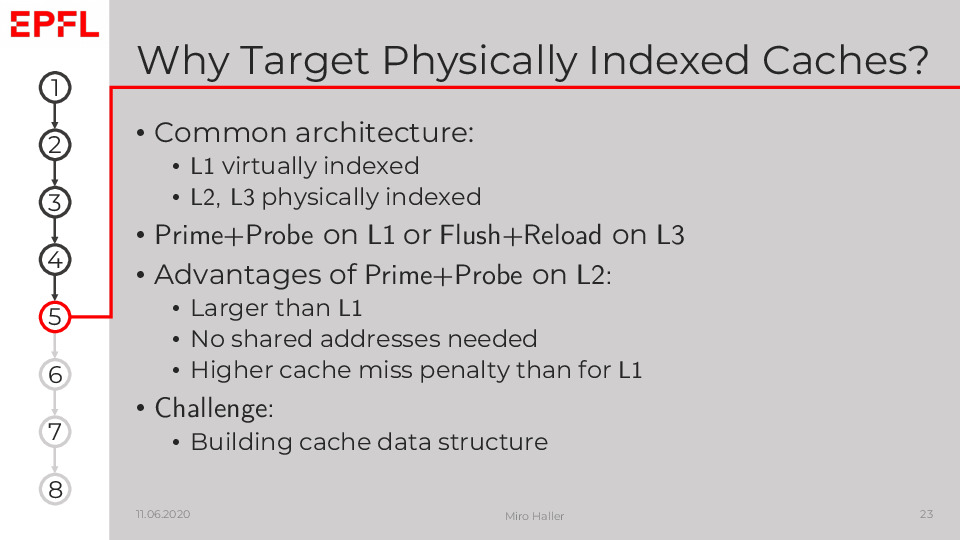 EPFL
Why Target Physically Indexed Caches?
1
2
3
4
5
6
7
8
• Common architecture:
• L1 virtually indexed
• L2, L3 physically indexed
• Prime+Probe on L1 or Flush+Reload on L3
• Advantages of Prime+Probe on L2:
• Larger than L1
• No shared addresses needed
• Higher cache miss penalty than for L1
• Challenge:
• Building cache data structure
11.06.2020
Miro Haller
23